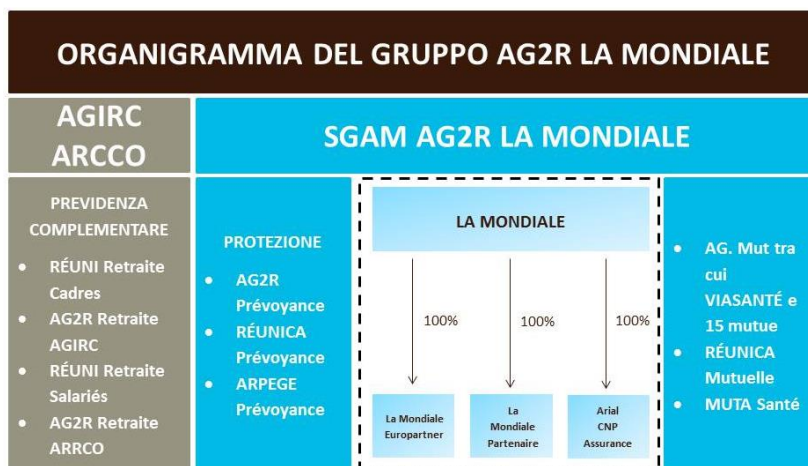 ORGANIGRAMMA DEL GRUPPO AG2R LA MONDIALE
AGIRC
ARCCO
SGAM AG2R LA MONDIALE
PREVIDENZA
COMPLEMENTARE
• RÉUNI Retraite
Cadres
• AG2R Retraite
AGIRC
• RÉUNI Retraite
Salariés
• AG2R Retraite
ARRCO
PROTEZIONE
• AG2R
Prévoyance
• RÉUNICA
Prévoyance
• ARPEGE
Prévoyance
LA MONDIALE
100%
100%
100%
La Mondiale
Europartner
La
Mondiale
Partenaire
Arial
CNP
Assurance
• AG. Mut tra
cui
VIASANTÉ e
15 mutue
• RÉUNICA
Mutuelle
• MUTA Santé